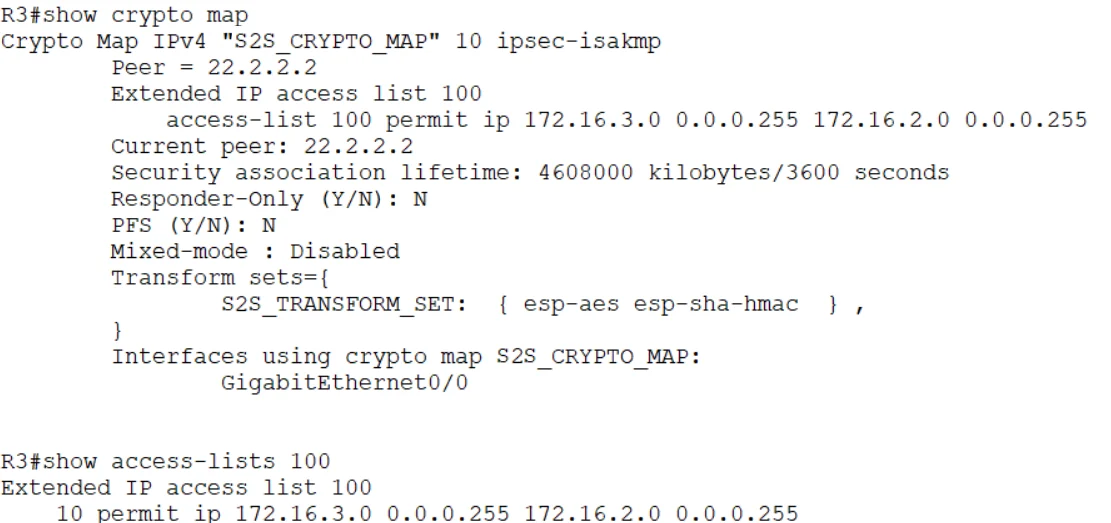 R3#show crypto map
Crypto Map IPv4 "S2S_CRYPTO_MAP" 10 ipsec-isakmp
        Peer = 22.2.2.2
        Extended IP access list 100
            access-list 100 permit ip 172.16.3.0 0.0.0.255 172.16.2.0 0.0.0.255
        Current peer: 22.2.2.2
        Security association lifetime: 4608000 kilobytes/3600 seconds
        Responder-Only (Y/N): N
        PFS (Y/N): N
        Mixed-mode : Disabled
        Transform sets={
                S2S_TRANSFORM_SET:  { esp-aes esp-sha-hmac  } ,
        }
        Interfaces using crypto map S2S_CRYPTO_MAP:
                GigabitEthernet0/0
R3#show access-lists 100
Extended IP access list 100
    10 permit ip 172.16.3.0 0.0.0.255 172.16.2.0 0.0.0.255